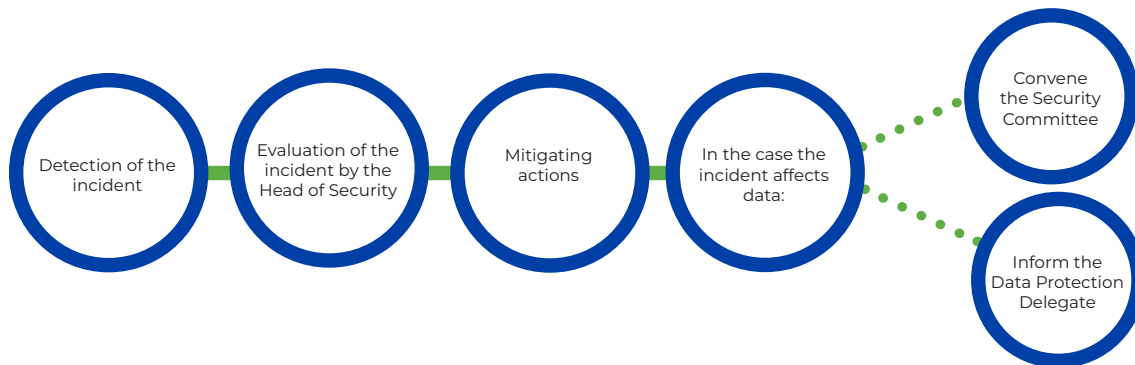 Detection of the
incident
Evaluation of the
incident by the
Head of Security
Mitigating
actions
In the case the
incident affects
data:
Convene
the Security
Committee
Inform the
Data Protection
Delegate